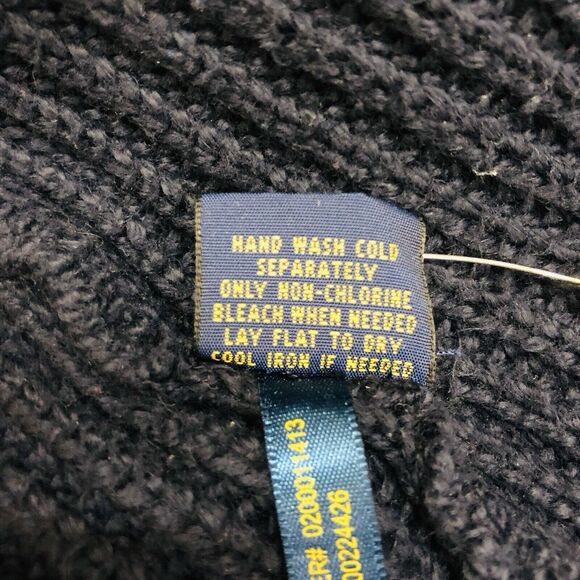 HAND WASH COLD
SEPARATELY
ONLY NON-CHLORINE
BLEACH WHEN NEEDED
LAY FLAT TO DRY
COOL IRON IF NEEDED
ER# 0200011413
00224426